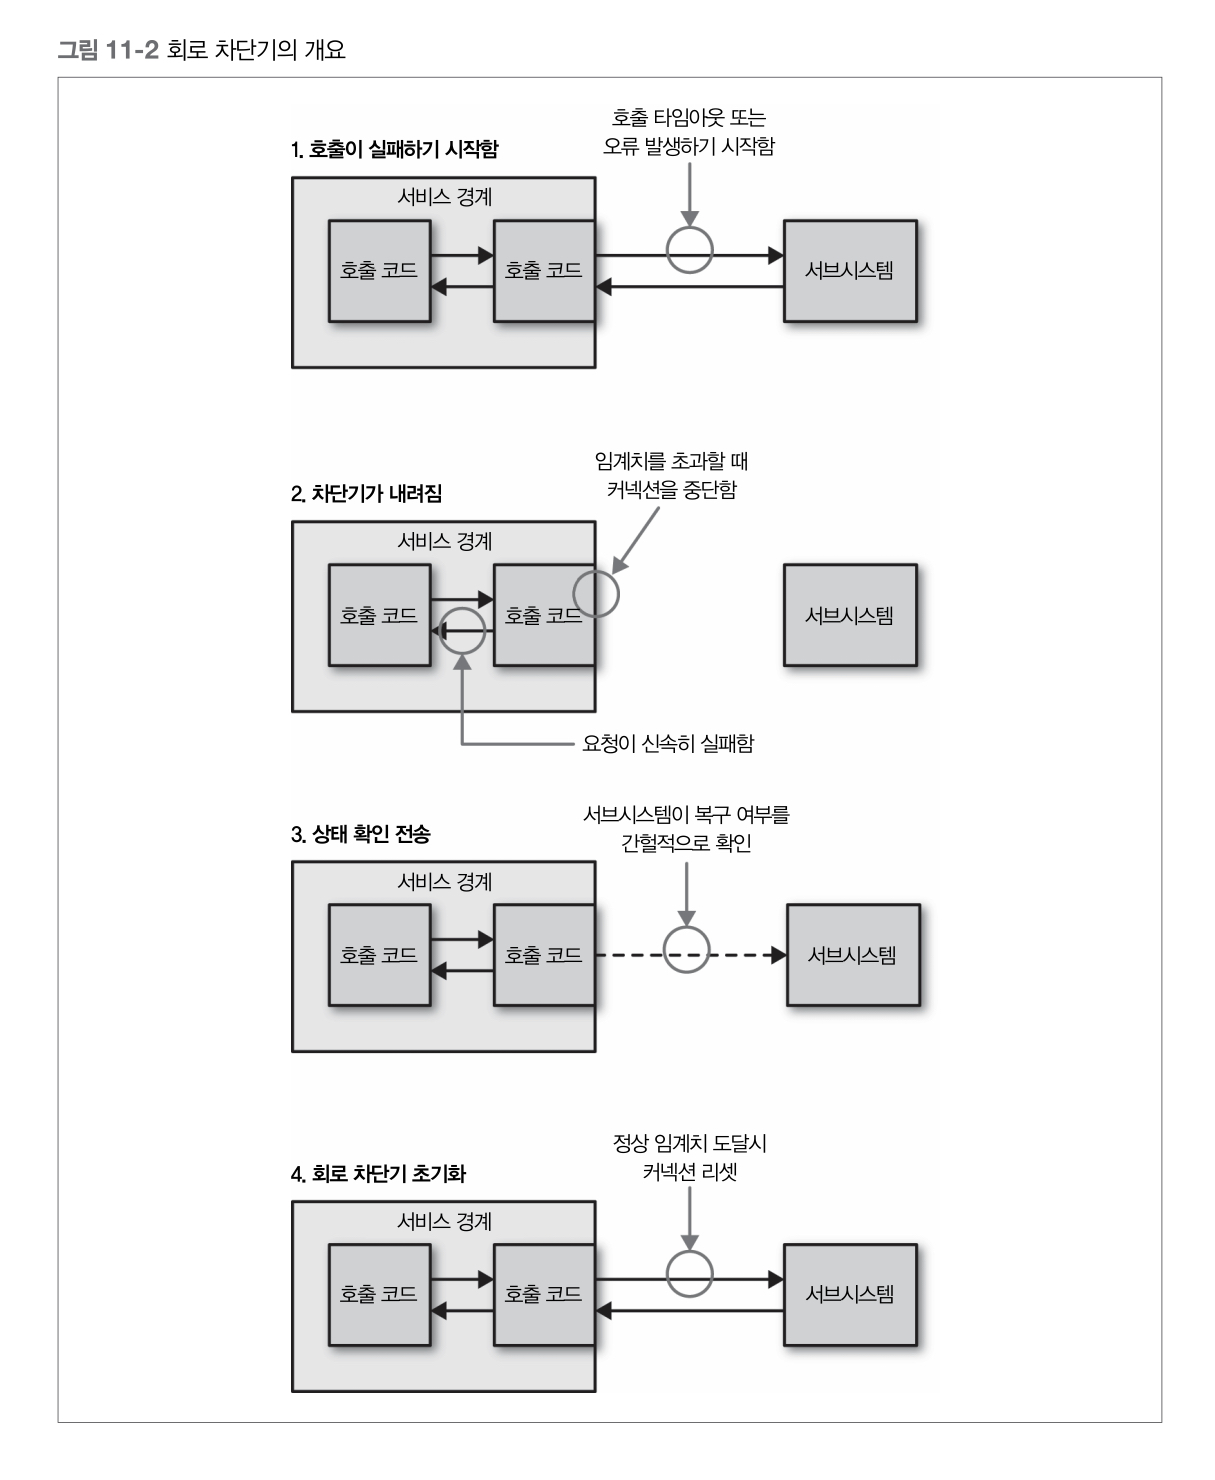 그림 11-2 회로 차단기의 개요
호출 타임아웃 또는
오류 발생하기 시작함
1. 호출이 실패하기 시작함
서비스 경계
호출 코드
호출 코드
서브시스템
임계치를 초과할 때
커넥션을 중단함
2. 차단기가 내려짐
서비스 경계
호출 코드
호출 코드
서브시스템
요청이 신속히 실패함
서브시스템이 복구 여부를
간헐적으로 확인
3. 상태 확인 전송
서비스 경계
호출 코드
호출 코드
서브시스템
정상 임계치 도달시
커넥션 리셋
4. 회로 차단기 초기화
서비스 경계
호출 코드
호출 코드
서브시스템